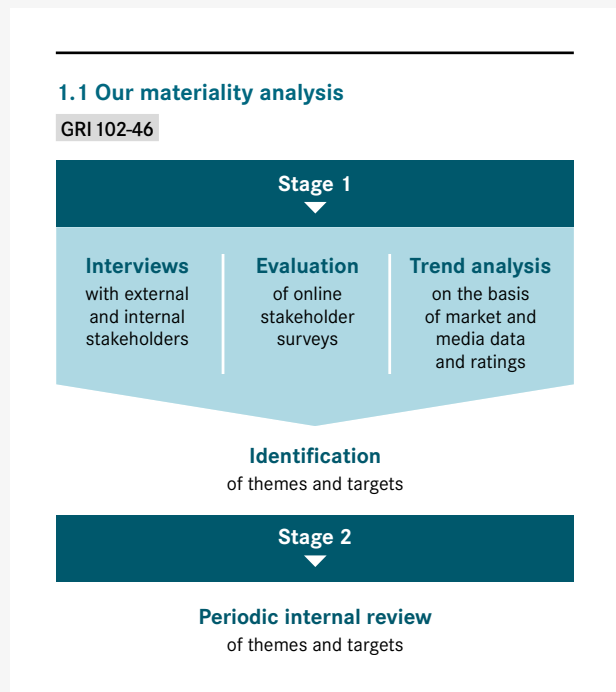 1.1 Our materiality analysis
GRI 102-46
Stage 1
Interviews
with external
and internal
stakeholders
Evaluation
of online
stakeholder
surveys
Trend analysis
on the basis
of market and
media data
and ratings
Identification
of themes and targets
Stage 2
Periodic internal review
of themes and targets